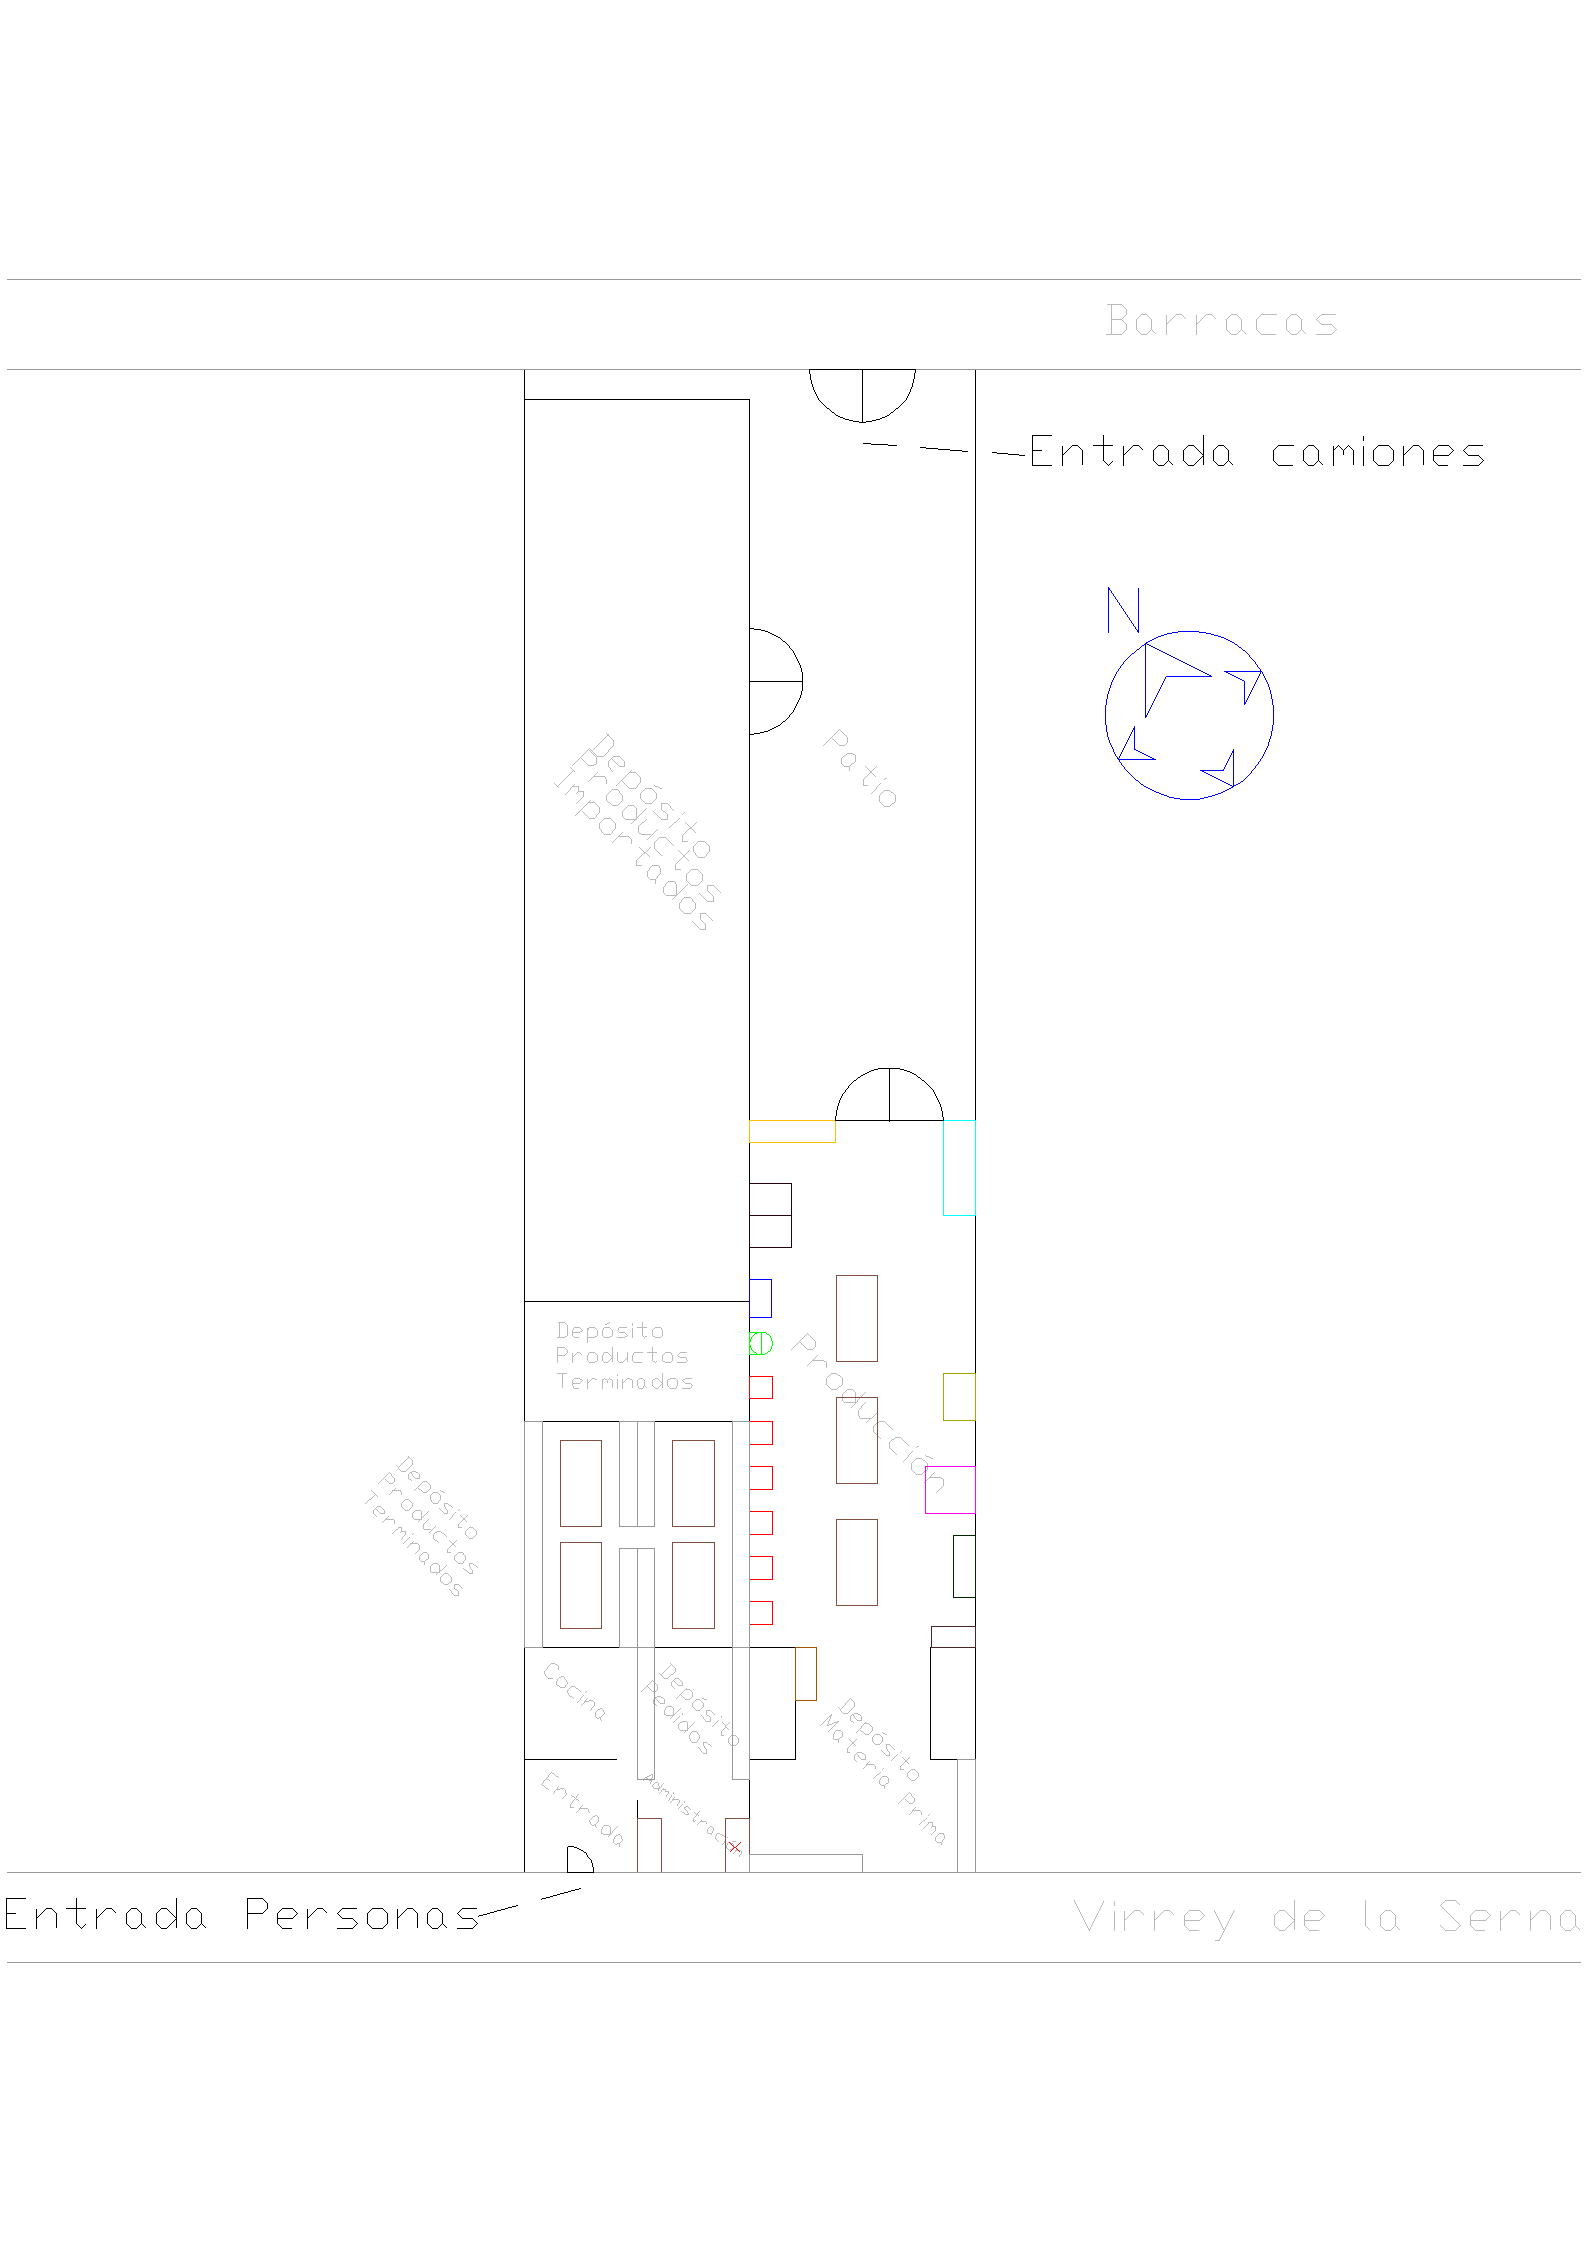 Barracas
Entrada camiones
N
Depósito
Productos
Importados
Patio
Depósito
Productos
Terminados
Producción
Depósito
Productos
Terminados
Cocina
Depósito
Pedidos
Depósito
Materia Prima
Entrada
Administración
Entrada Personas
Virrey de la Serna